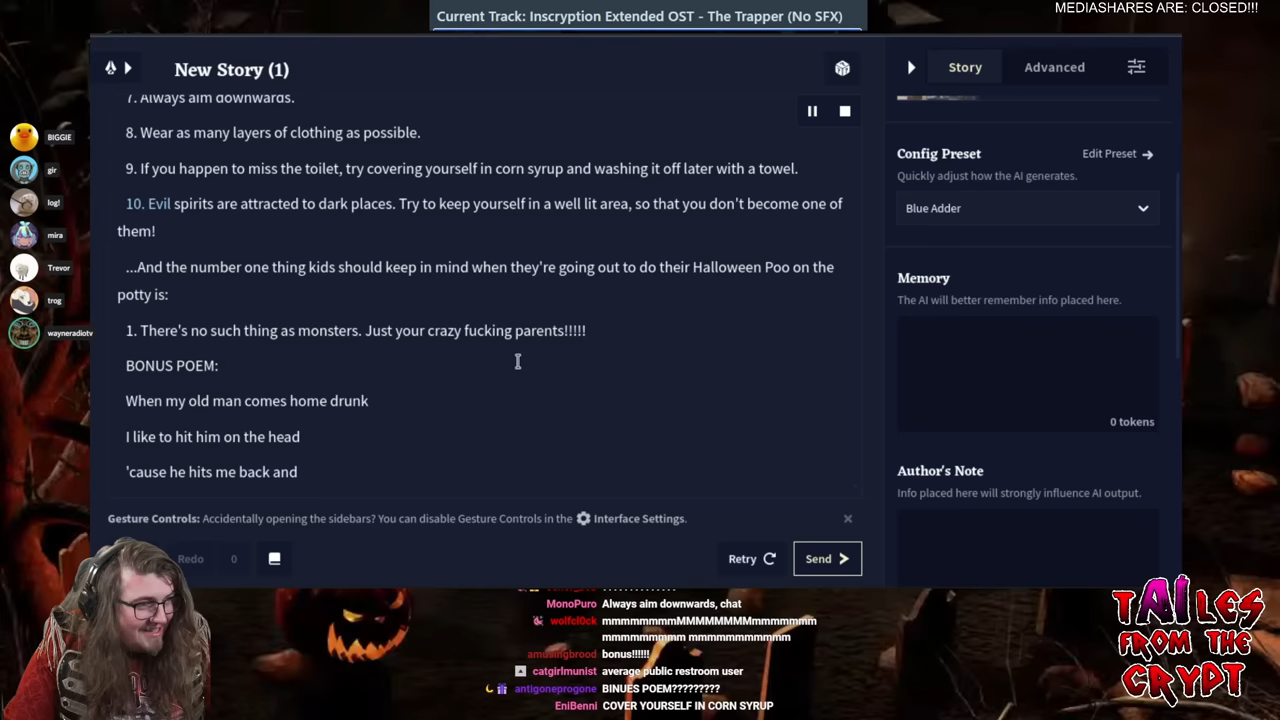 Current Track: Inscryption Extended OST - The Trapper (No SFX)
MEDIASHARES ARE: CLOSED!!!
New Story (1)
Story
Advanced
7. Always aim downwards.
8. Wear as many layers of clothing as possible.
9. If you happen to miss the toilet, try covering yourself in corn syrup and washing it off later with a towel.
10. Evil spirits are attracted to dark places. Try to keep yourself in a well lit area, so that you don't become one of
them!
...And the number one thing kids should keep in mind when they're going out to do their Halloween Poo on the
potty is:
1. There's no such thing as monsters. Just your crazy fucking parents!!!!!
BONUS POEM:
When my old man comes home drunk
I like to hit him on the head
'cause he hits me back and
Gesture Controls: Accidentally opening the sidebars? You can disable Gesture Controls in the Interface Settings.
Redo
0
Retry
Send
Config Preset
Edit Preset
Quickly adjust how the AI generates.
Blue Adder
Memory
The AI will better remember info placed here.
0 tokens
Author's Note
Info placed here will strongly influence AI output.
BIGGIE
gir
log!
mira
Trevor
trog
wayneradiotv
MonoPuro Always aim downwards, chat
wolfcl0ck mmmmmmmmMMMMMMMMmmmmmmm
mmmmmmmmm mmmmmmmmmmm
amusingbrood bonus!!!!!!
catgirlmunist average public restroom user
antigoneprogone BINUES POEM?????????
EniBenni COVER YOURSELF IN CORN SYRUP
TAILES
FROM THE
CRYPT